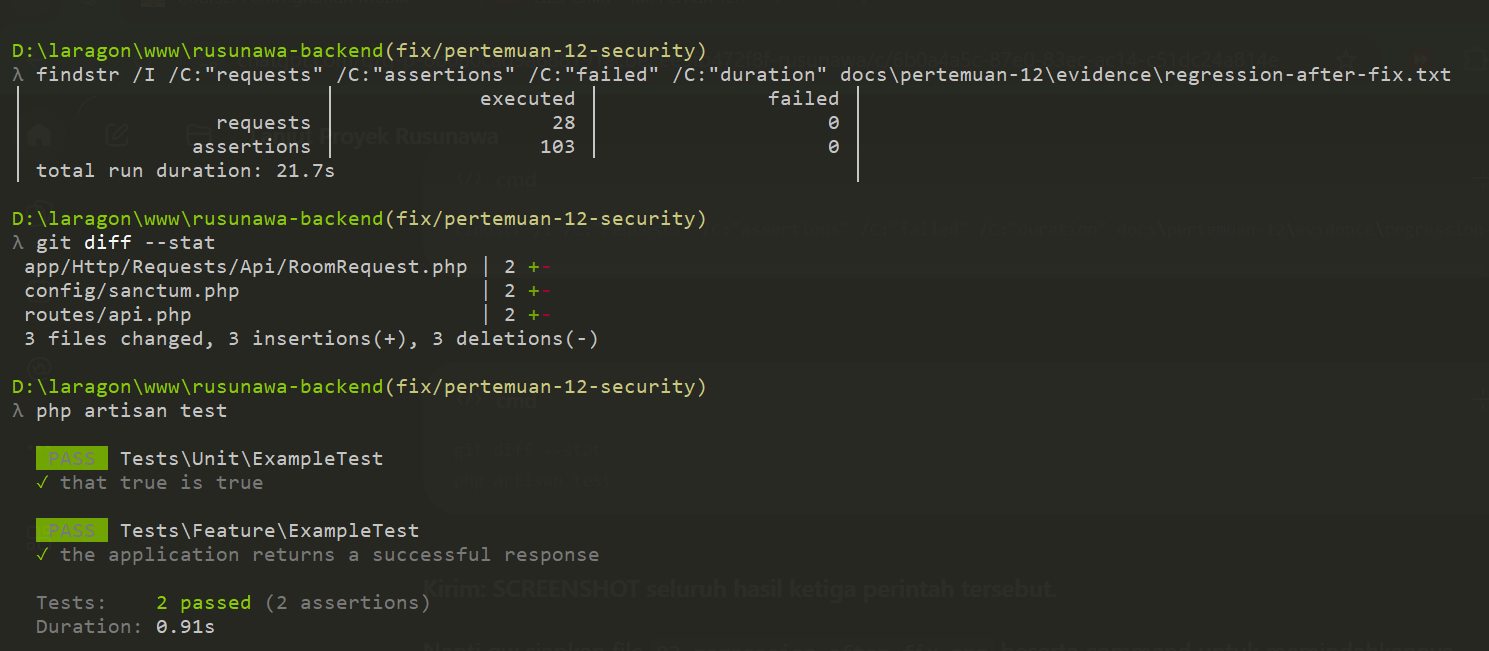 D:\laragon\www\rusunawa-backend(fix/pertemuan-12-security)
λ findstr /I /C:"requests" /C:"assertions" /C:"failed" /C:"duration" docs\pertemuan-12\evidence\regression-after-fix.txt
│ │ executed │ failed │
│ requests │ 28 │ 0 │
│ assertions │ 103 │ 0 │
│ total run duration: 21.7s │
D:\laragon\www\rusunawa-backend(fix/pertemuan-12-security)
λ git diff --stat
app/Http/Requests/Api/RoomRequest.php | 2 +-
config/sanctum.php | 2 +-
routes/api.php | 2 +-
3 files changed, 3 insertions(+), 3 deletions(-)
D:\laragon\www\rusunawa-backend(fix/pertemuan-12-security)
λ php artisan test
PASS Tests\Unit\ExampleTest
✓ that true is true
PASS Tests\Feature\ExampleTest
✓ the application returns a successful response
Kirim: SCREENSHOT seluruh hasil ketiga perintah tersebut.
Tests: 2 passed (2 assertions)
Duration: 0.91s